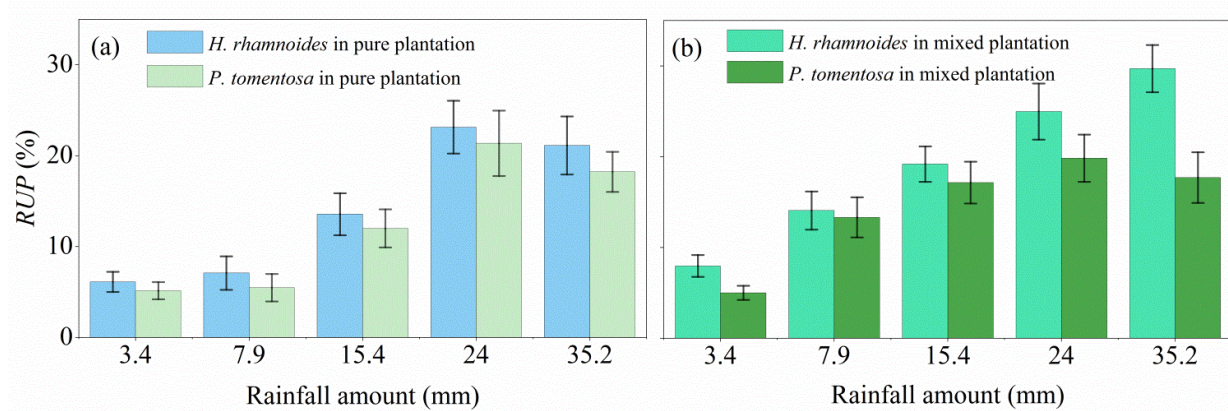 (a)
H. rhamnoides in pure plantation
P. tomentosa in pure plantation
RUP (%)
30
20
10
0
3.4 7.9 15.4 24 35.2
Rainfall amount (mm)
(b)
H. rhamnoides in mixed plantation
P. tomentosa in mixed plantation
3.4 7.9 15.4 24 35.2
Rainfall amount (mm)